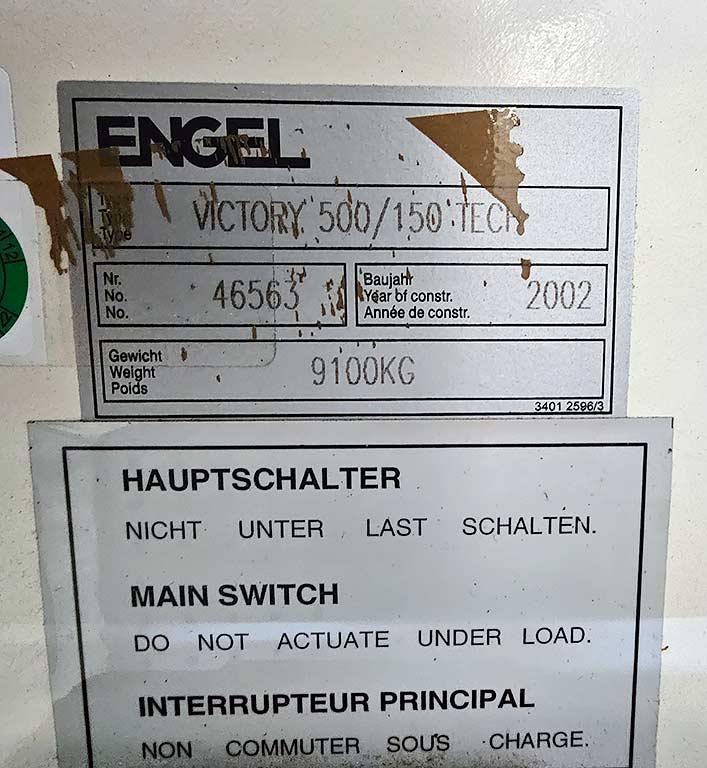 ENGEL
Type
VICTORY 500/150 TECH
Nr.
No.
No.
46563
Baujahr
Year of constr.
Année de constr.
2002
Gewicht
Weight
Poids
9100KG
3401 2596/3
HAUPTSCHALTER
NICHT UNTER LAST SCHALTEN.
MAIN SWITCH
DO NOT ACTUATE UNDER LOAD.
INTERRUPTEUR PRINCIPAL
NON COMMUTER SOUS CHARGE.